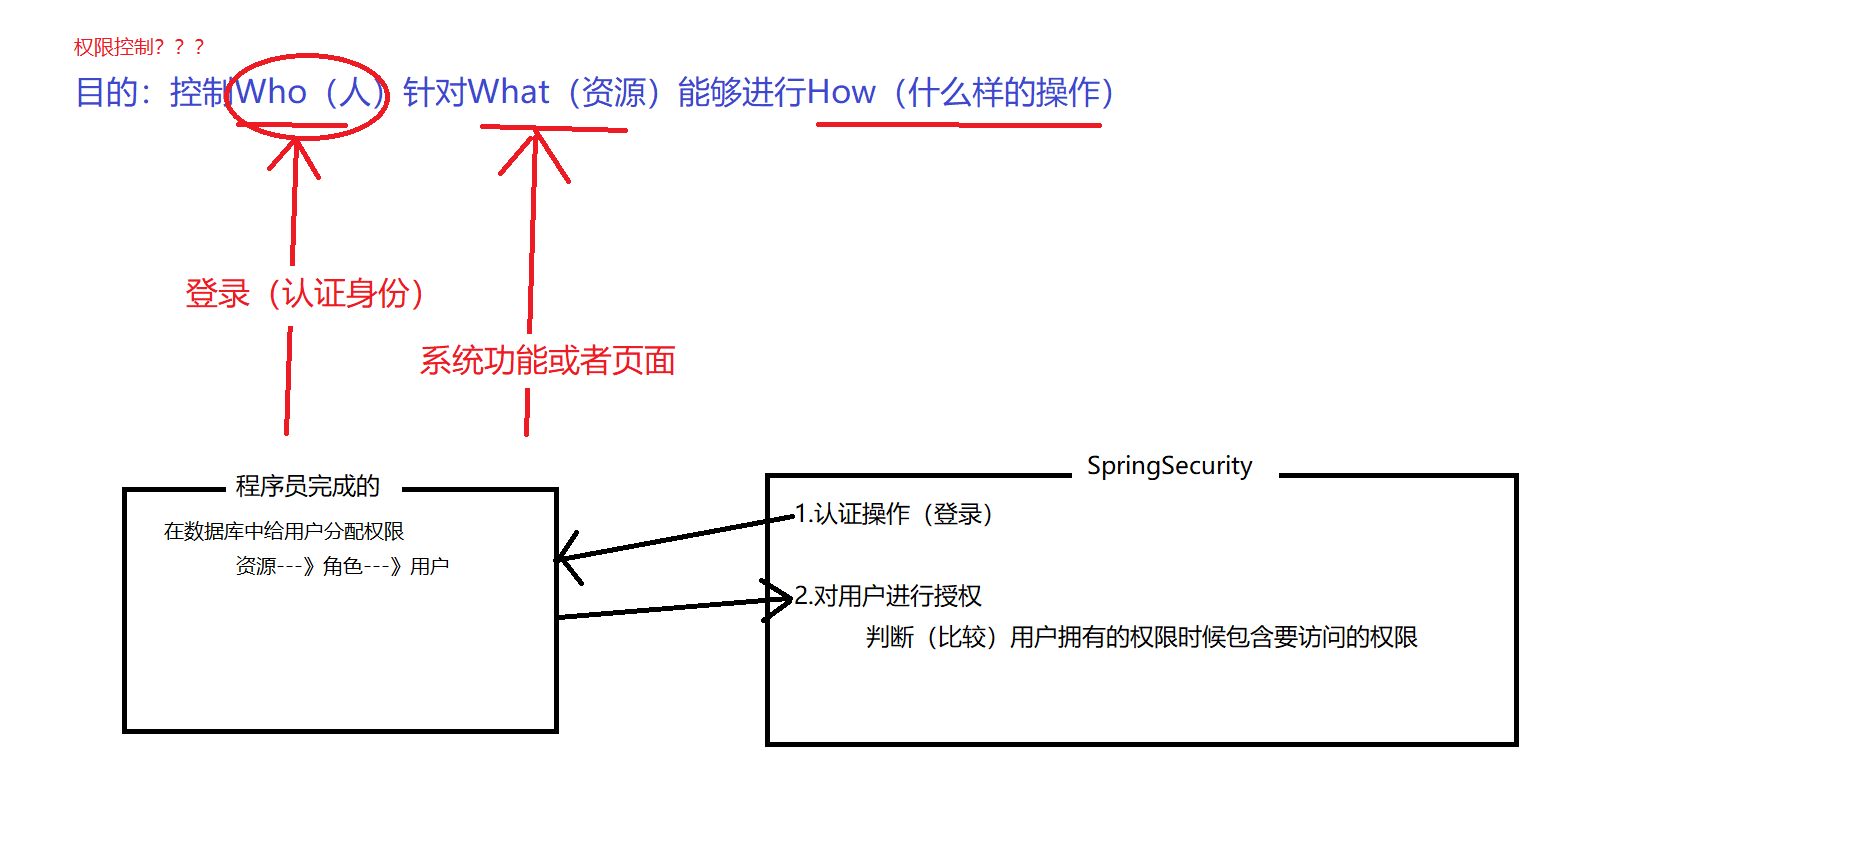 权限控制？？？
目的：控制Who（人）针对What（资源）能够进行How（什么样的操作）
登录（认证身份）
系统功能或者页面
程序员完成的
在数据库中给用户分配权限
资源---》角色---》用户
SpringSecurity
1.认证操作（登录）
2.对用户进行授权
判断（比较）用户拥有的权限时候包含要访问的权限